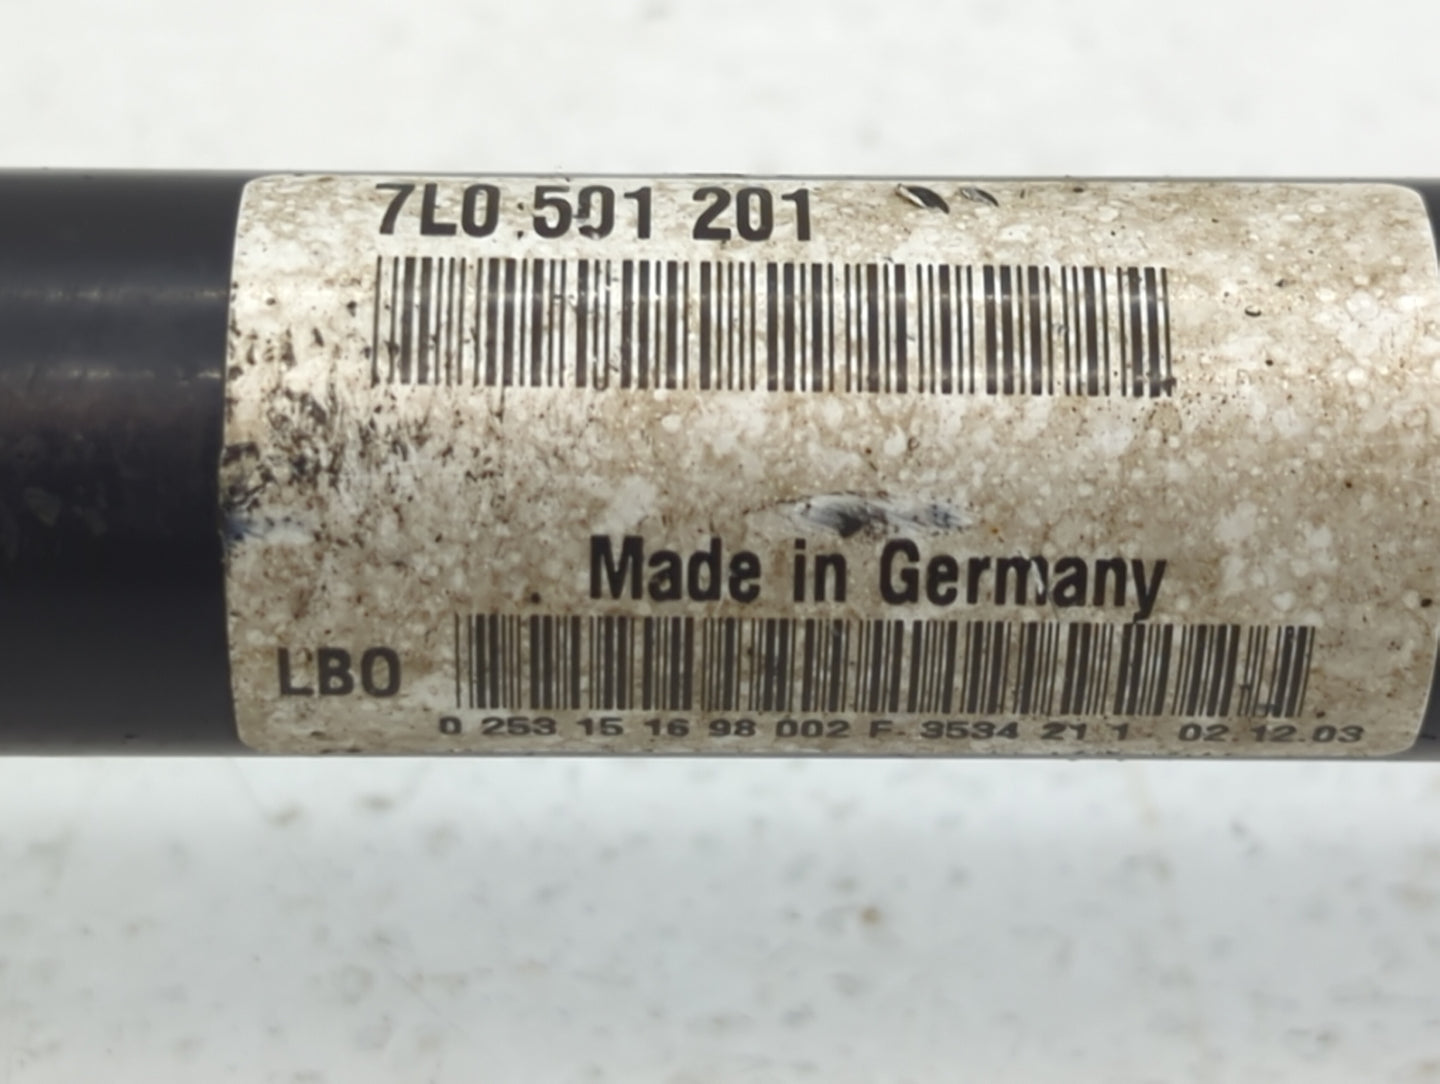 7L0 501 201
Made in Germany
LBO
0 253 15 16 98 002 F 3534 21 1 02.12.03